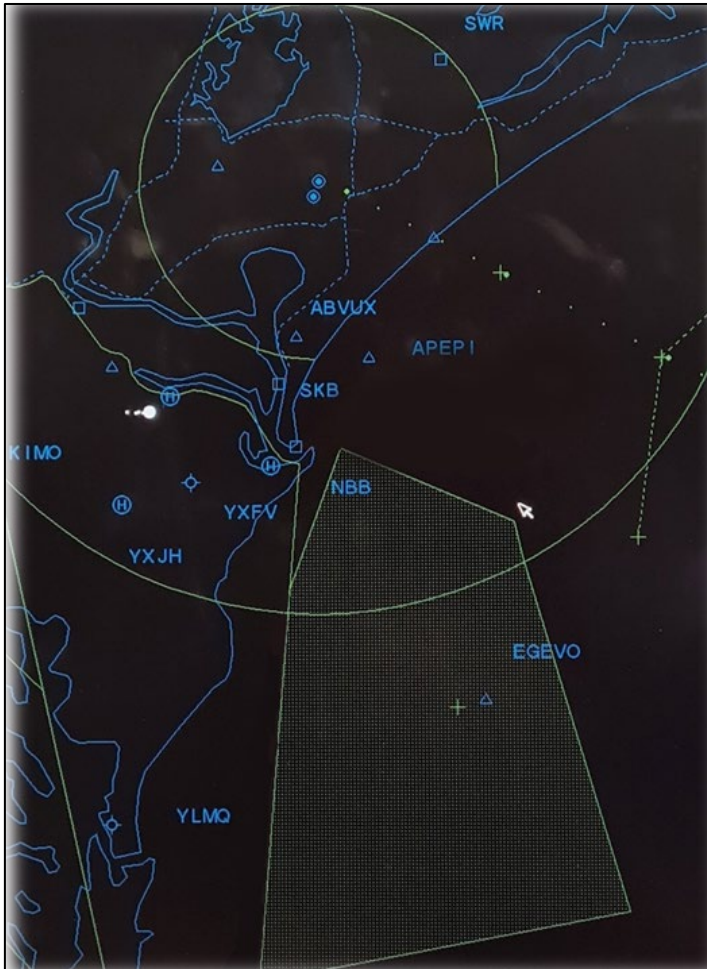 SWR
ABVUX
APEPI
SKB
KIMO
NBB
YXFV
YXJH
EGEVO
YLMQ
H
H
H